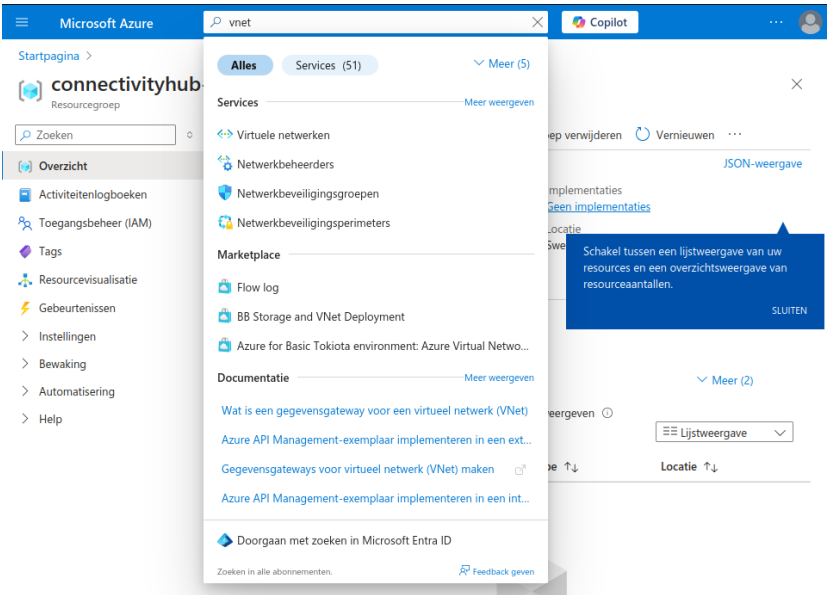 Microsoft Azure
vnet
Copilot
Startpagina
connectivityhub-
Resourcegroep
Zoeken
Overzicht
Activiteitenlogboeken
Toegangsbeheer (IAM)
Tags
Resourcevisualisatie
Gebeurtenissen
Instellingen
Bewaking
Automatisering
Help
Alles
Services (51)
Meer (5)
Services
Meer weergeven
Virtuele netwerken
Netwerkbeheerders
Netwerkbeveiligingsgroepen
Netwerkbeveiligingsperimeters
Marketplace
Flow log
BB Storage and VNet Deployment
Azure for Basic Tokiota environment: Azure Virtual Netwo...
Documentatie
Meer weergeven
Wat is een gegevensgateway voor een virtueel netwerk (VNet)
Azure API Management-exemplaar implementeren in een ext...
Gegevensgateways voor virtueel netwerk (VNet) maken
Azure API Management-exemplaar implementeren in een int...
Doorgaan met zoeken in Microsoft Entra ID
Zoeken in alle abonnementen.
Feedback geven
ep verwijderen
Vernieuwen
JSON-weergave
mplementaties
Geen implementaties
Locatie
Swe
Schakel tussen een lijstweergave van uw
resources en een overzichtsweergave van
resourceaantallen.
SLUITEN
Meer (2)
weergeven
Lijstweergave
pe ↑↓
Locatie ↑↓